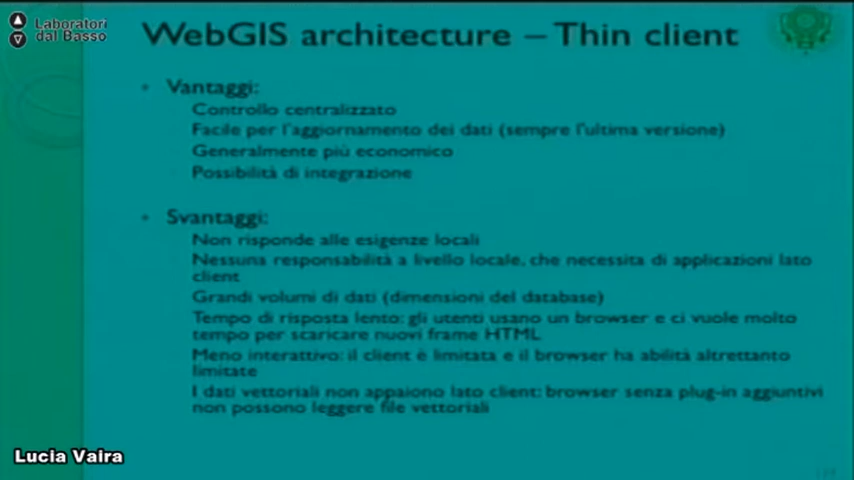 Laboratori
dal Basso
WebGIS architecture – Thin client
Vantaggi:
Controllo centralizzato
Facile per l'aggiornamento dei dati (sempre l'ultima versione)
Generalmente più economico
Possibilità di integrazione
Svantaggi:
Non risponde alle esigenze locali
Nessuna responsabilità a livello locale, che necessita di applicazioni lato
client
Grandi volumi di dati (dimensioni del database)
Tempo di risposta lento: gli utenti usano un browser e ci vuole molto
tempo per scaricare nuovi frame HTML
Meno interattivo: il client è limitata e il browser ha abilità altrettanto
limitate
I dati vettoriali non appaiono lato client: browser senza plug-in aggiuntivi
non possono leggere file vettoriali
Lucia Vaira